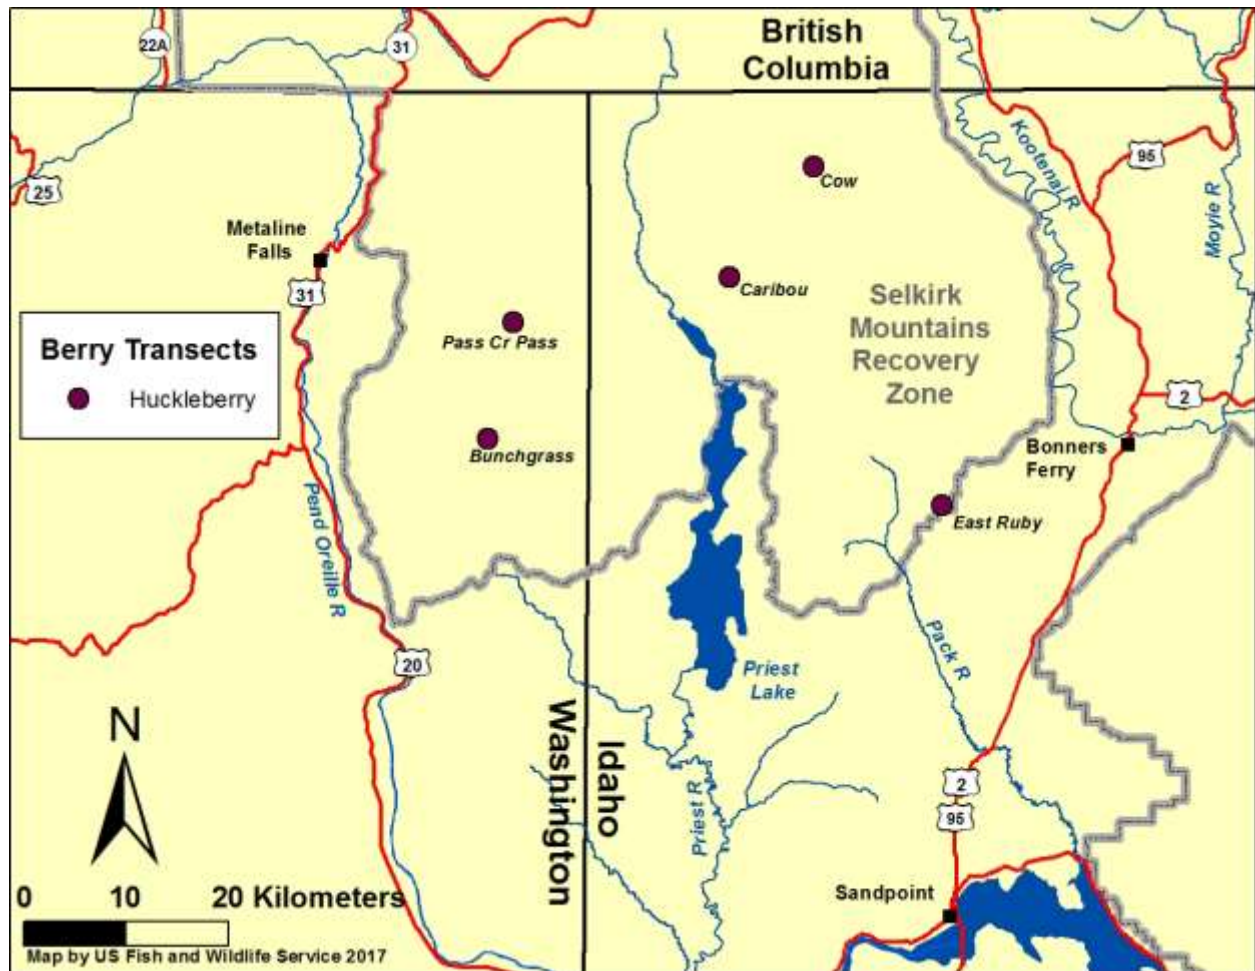 British
Columbia
22A
31
95
25
Kootenai R
Moyie R
Cow
Metaline
Falls
31
Caribou
Selkirk
Mountains
Recovery
Zone
Pass Cr Pass
Berry Transects
Huckleberry
2
Bunchgrass
Bonners
Ferry
East Ruby
Pend Oreille R
Pack R
20
Priest
Lake
N
Washington
Idaho
2
95
Priest R
0 10 20 Kilometers
Sandpoint
Map by US Fish and Wildlife Service 2017